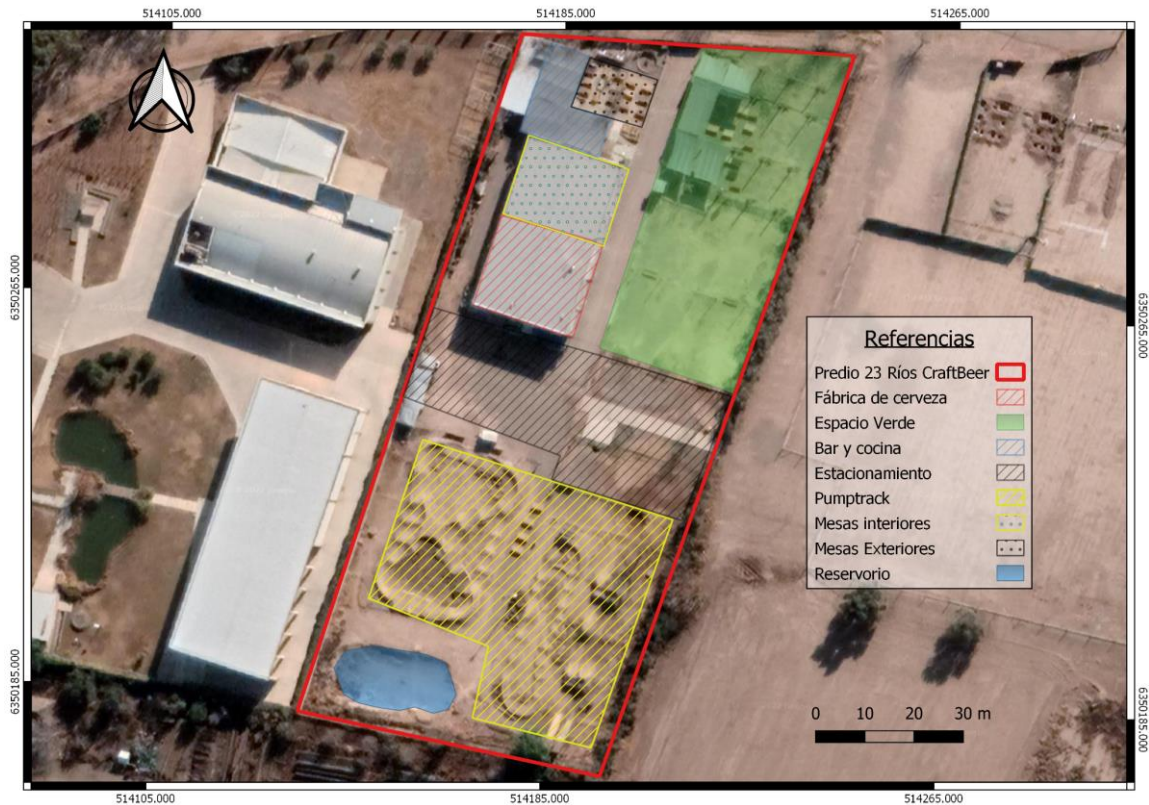 514105.000 514185.000 514265.000
6350265.000
6350265.000
Referencias
Predio 23 Ríos CraftBeer
Fábrica de cerveza
Espacio Verde
Bar y cocina
Estacionamiento
Pumptrack
Mesas interiores
Mesas Exteriores
Reservorio
6350185.000
6350185.000
0 10 20 30 m
514105.000 514185.000 514265.000